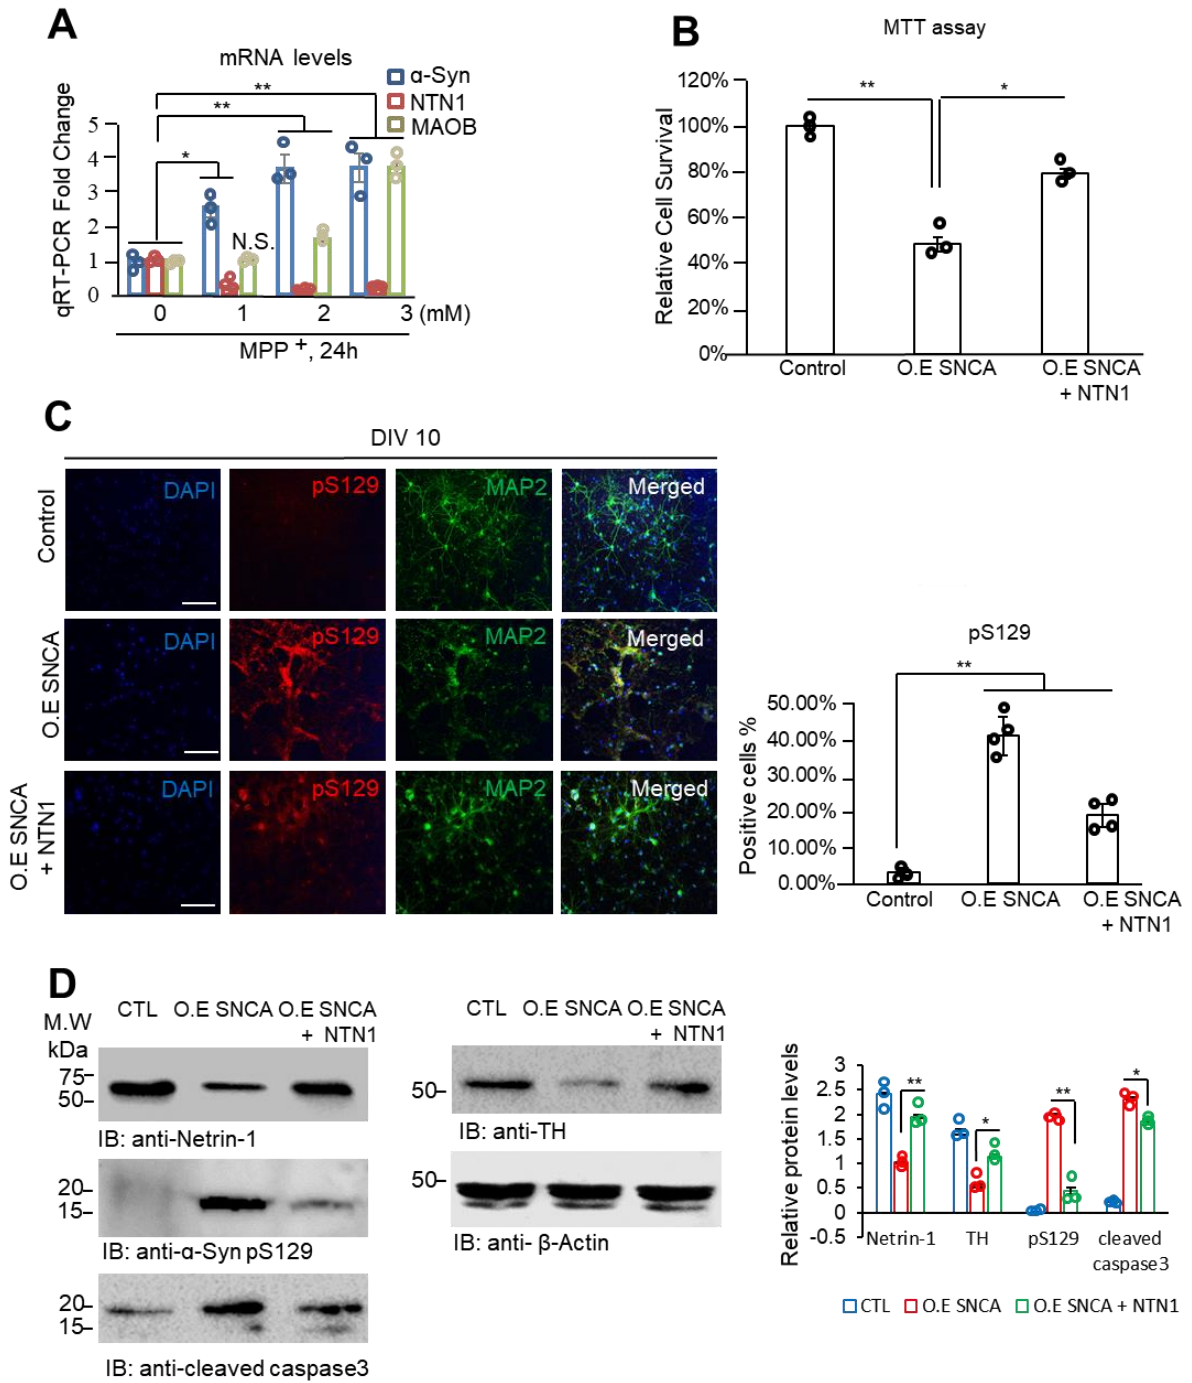 A
mRNA levels
α-Syn
NTN1
MAOB
**
**
*
N.S.
qRT-PCR Fold Change
5
4
3
2
1
0
0 1 2 3 (mM)
MPP +, 24h
B
MTT assay
Relative Cell Survival
120%
100%
80%
60%
40%
20%
0%
** *
Control O.E SNCA O.E SNCA
+ NTN1
C
DIV 10
Control
DAPI pS129 MAP2 Merged
O.E SNCA
DAPI pS129 MAP2 Merged
O.E SNCA
+ NTN1
DAPI pS129 MAP2 Merged
pS129
**
Positive cells %
50.00%
40.00%
30.00%
20.00%
10.00%
0.00%
Control O.E SNCA O.E SNCA
+ NTN1
D
M.W
kDa
CTL O.E SNCA O.E SNCA
+ NTN1
75
50
IB: anti-Netrin-1
20
15
IB: anti-α-Syn pS129
20
15
IB: anti-cleaved caspase3
CTL O.E SNCA O.E SNCA
+ NTN1
50
IB: anti-TH
50
IB: anti- β-Actin
Relative protein levels
3
2.5
2
1.5
1
0.5
0
-0.5
** * ** *
Netrin-1 TH pS129 cleaved
caspase3
CTL O.E SNCA O.E SNCA + NTN1